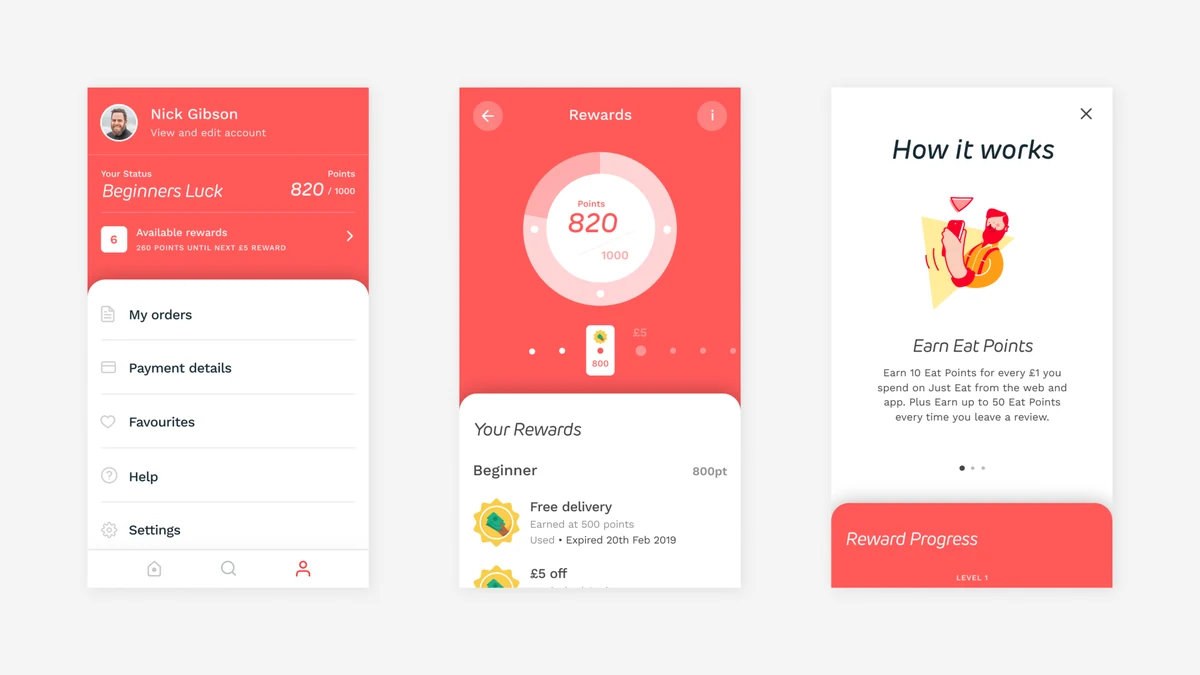 Nick Gibson
View and edit account
Your Status
Points
Beginners Luck
820 / 1000
6
Available rewards
260 POINTS UNTIL NEXT £5 REWARD
My orders
Payment details
Favourites
Help
Settings
Rewards
i
Points
820
1000
£5
800
Your Rewards
Beginner
800pt
Free delivery
Earned at 500 points
Used • Expired 20th Feb 2019
£5 off
How it works
Earn Eat Points
Earn 10 Eat Points for every £1 you
spend on Just Eat from the web and
app. Plus Earn up to 50 Eat Points
every time you leave a review.
Reward Progress
LEVEL 1